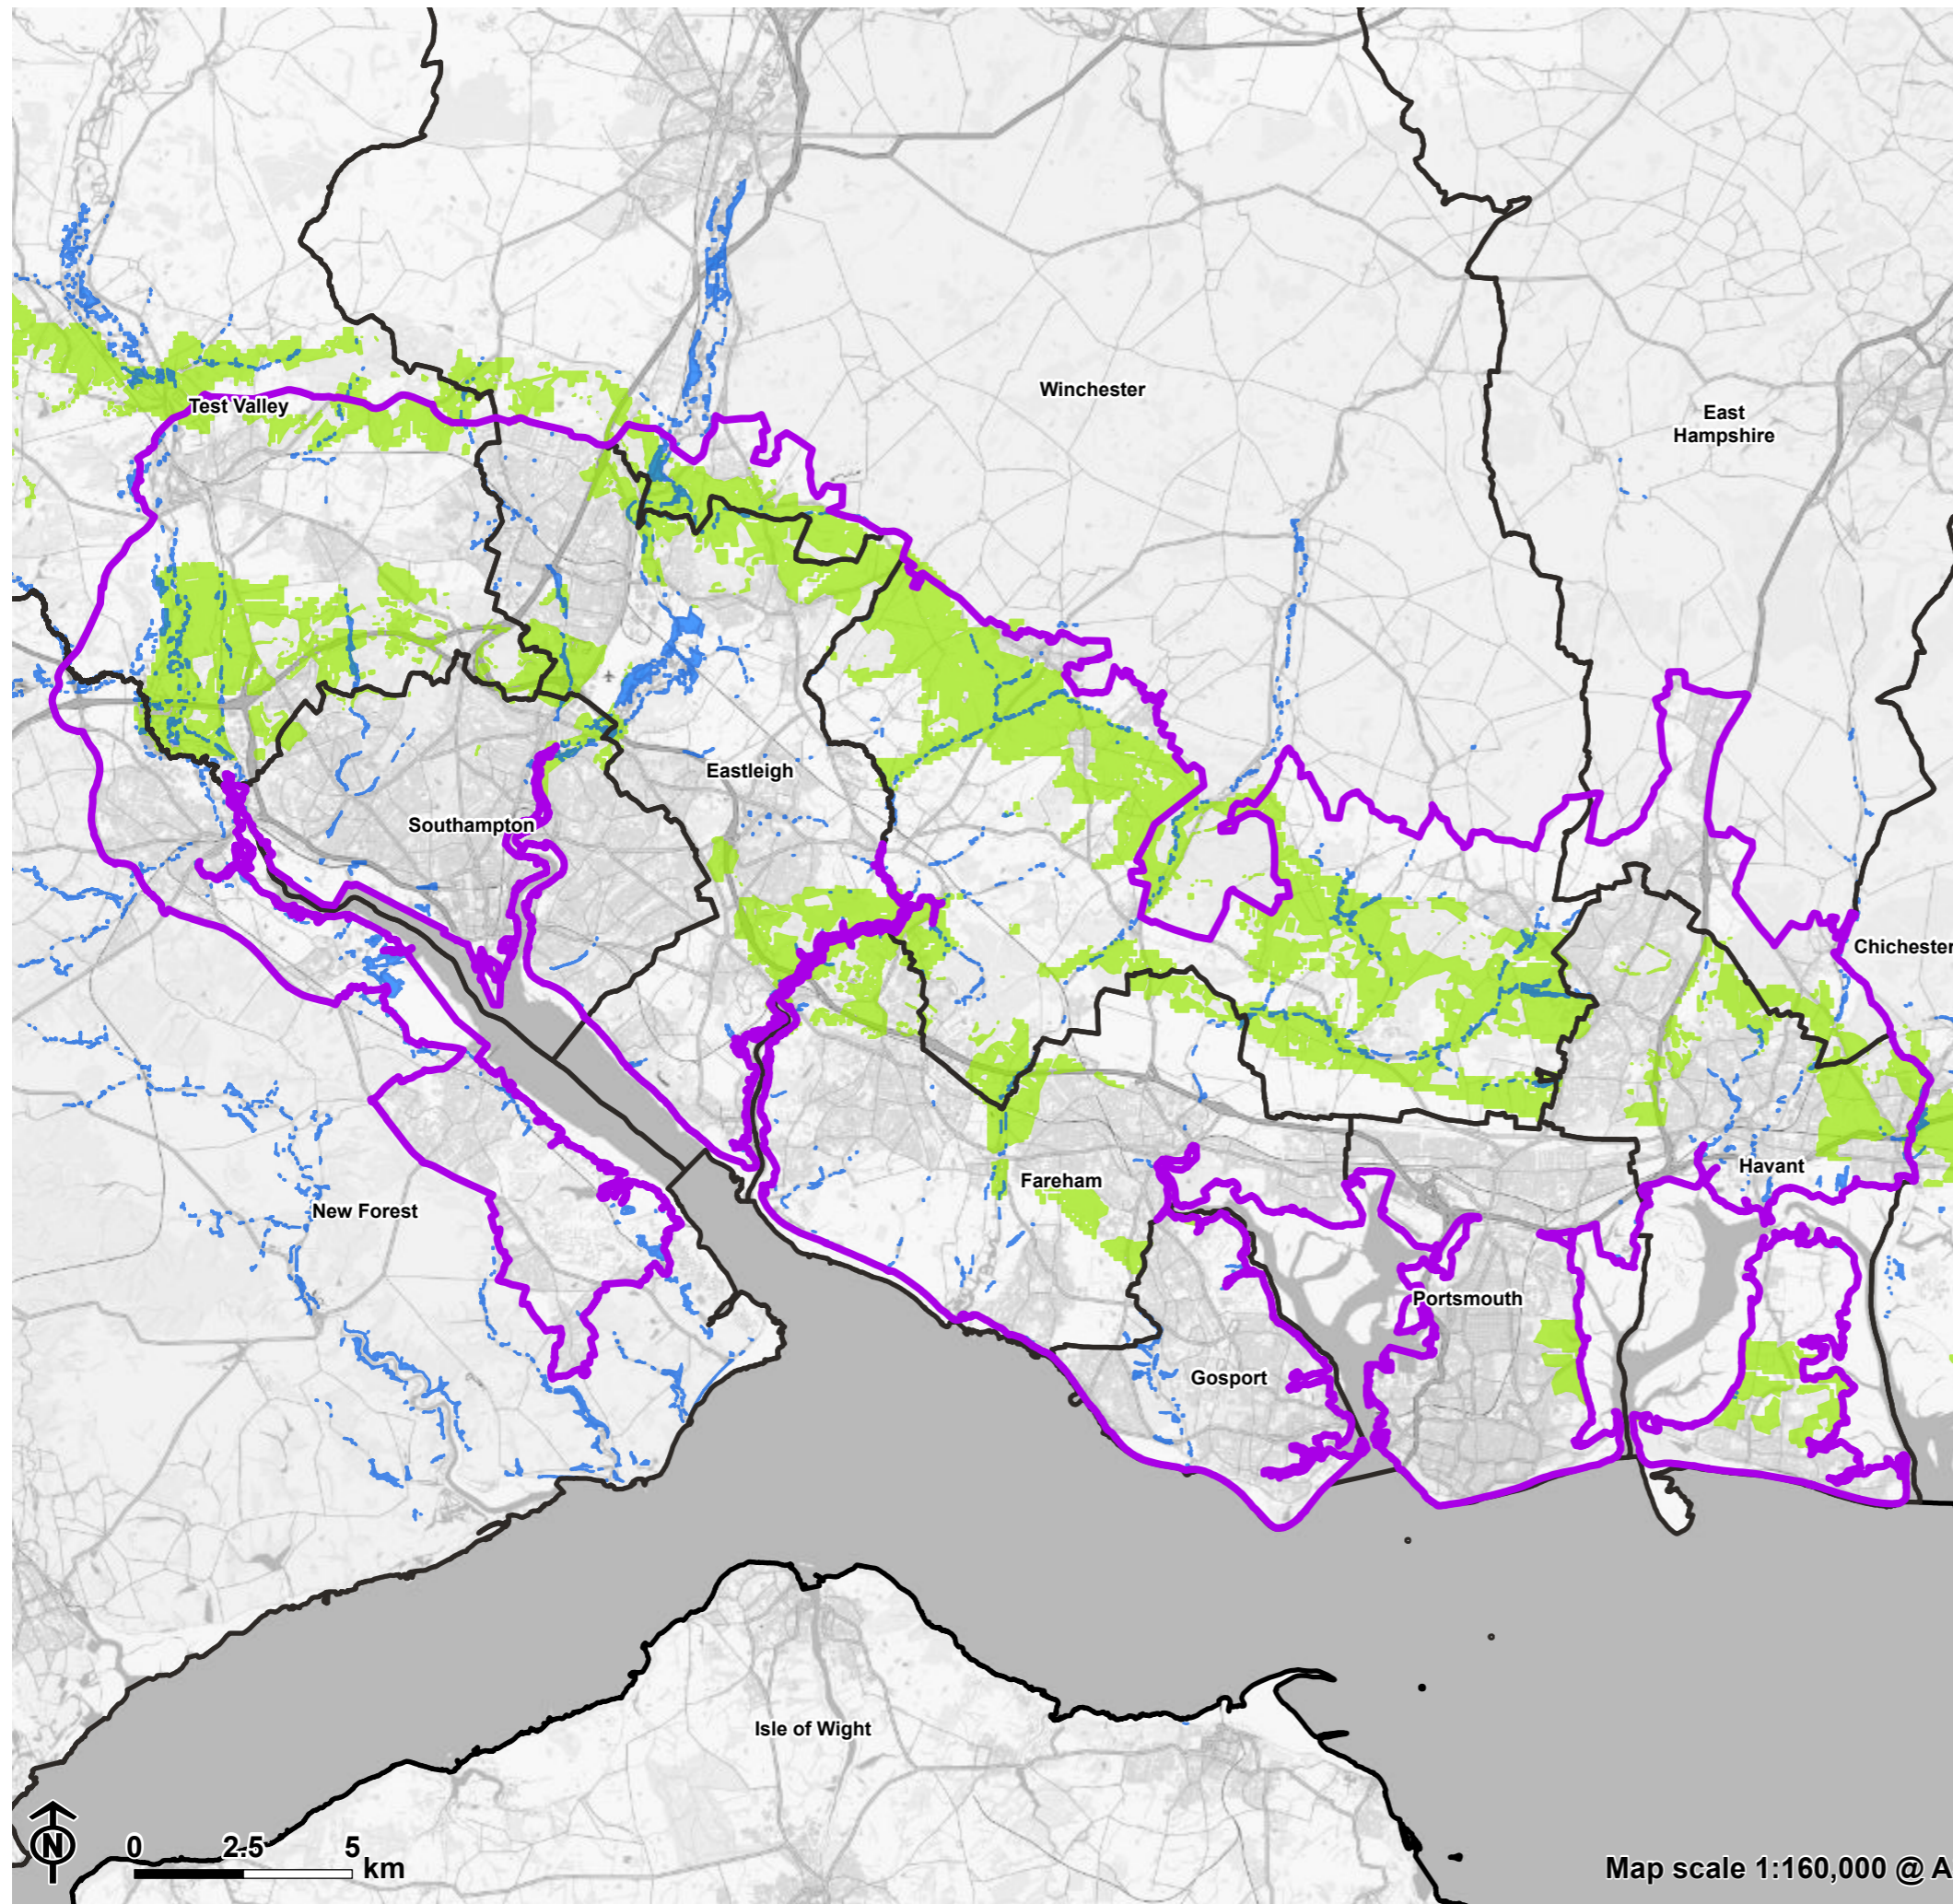 Winchester
Test Valley
East
Hampshire
Eastleigh
Southampton
Chichester
Havant
Fareham
New Forest
Portsmouth
Gosport
Isle of Wight
N
0 2.5 5
km
Map scale 1:160,000 @ A